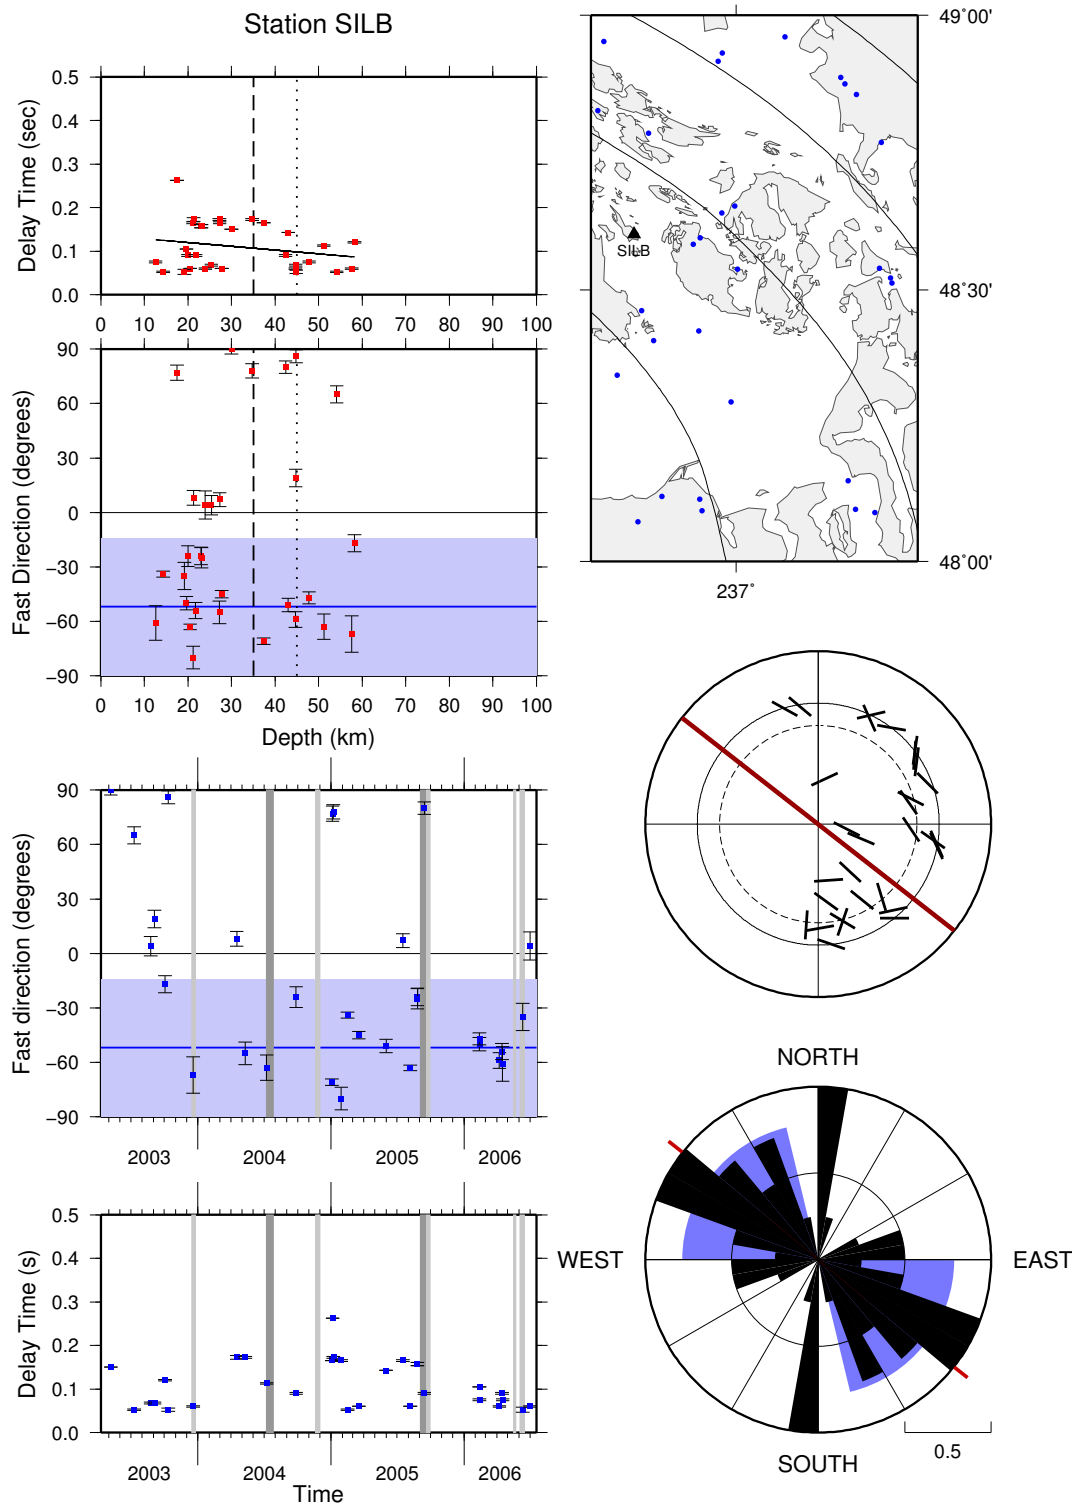 Station SILB
Delay Time (sec)
0.5
0.4
0.3
0.2
0.1
0.0
0 10 20 30 40 50 60 70 80 90 100
Fast Direction (degrees)
90
60
30
0
−30
−60
−90
0 10 20 30 40 50 60 70 80 90 100
Depth (km)
Fast direction (degrees)
90
60
30
0
−30
−60
−90
2003 2004 2005 2006
Delay Time (s)
0.5
0.4
0.3
0.2
0.1
0.0
2003 2004 2005 2006
Time
49˚00'
48˚30'
48˚00'
237˚
SILB
NORTH
WEST
EAST
SOUTH
0.5